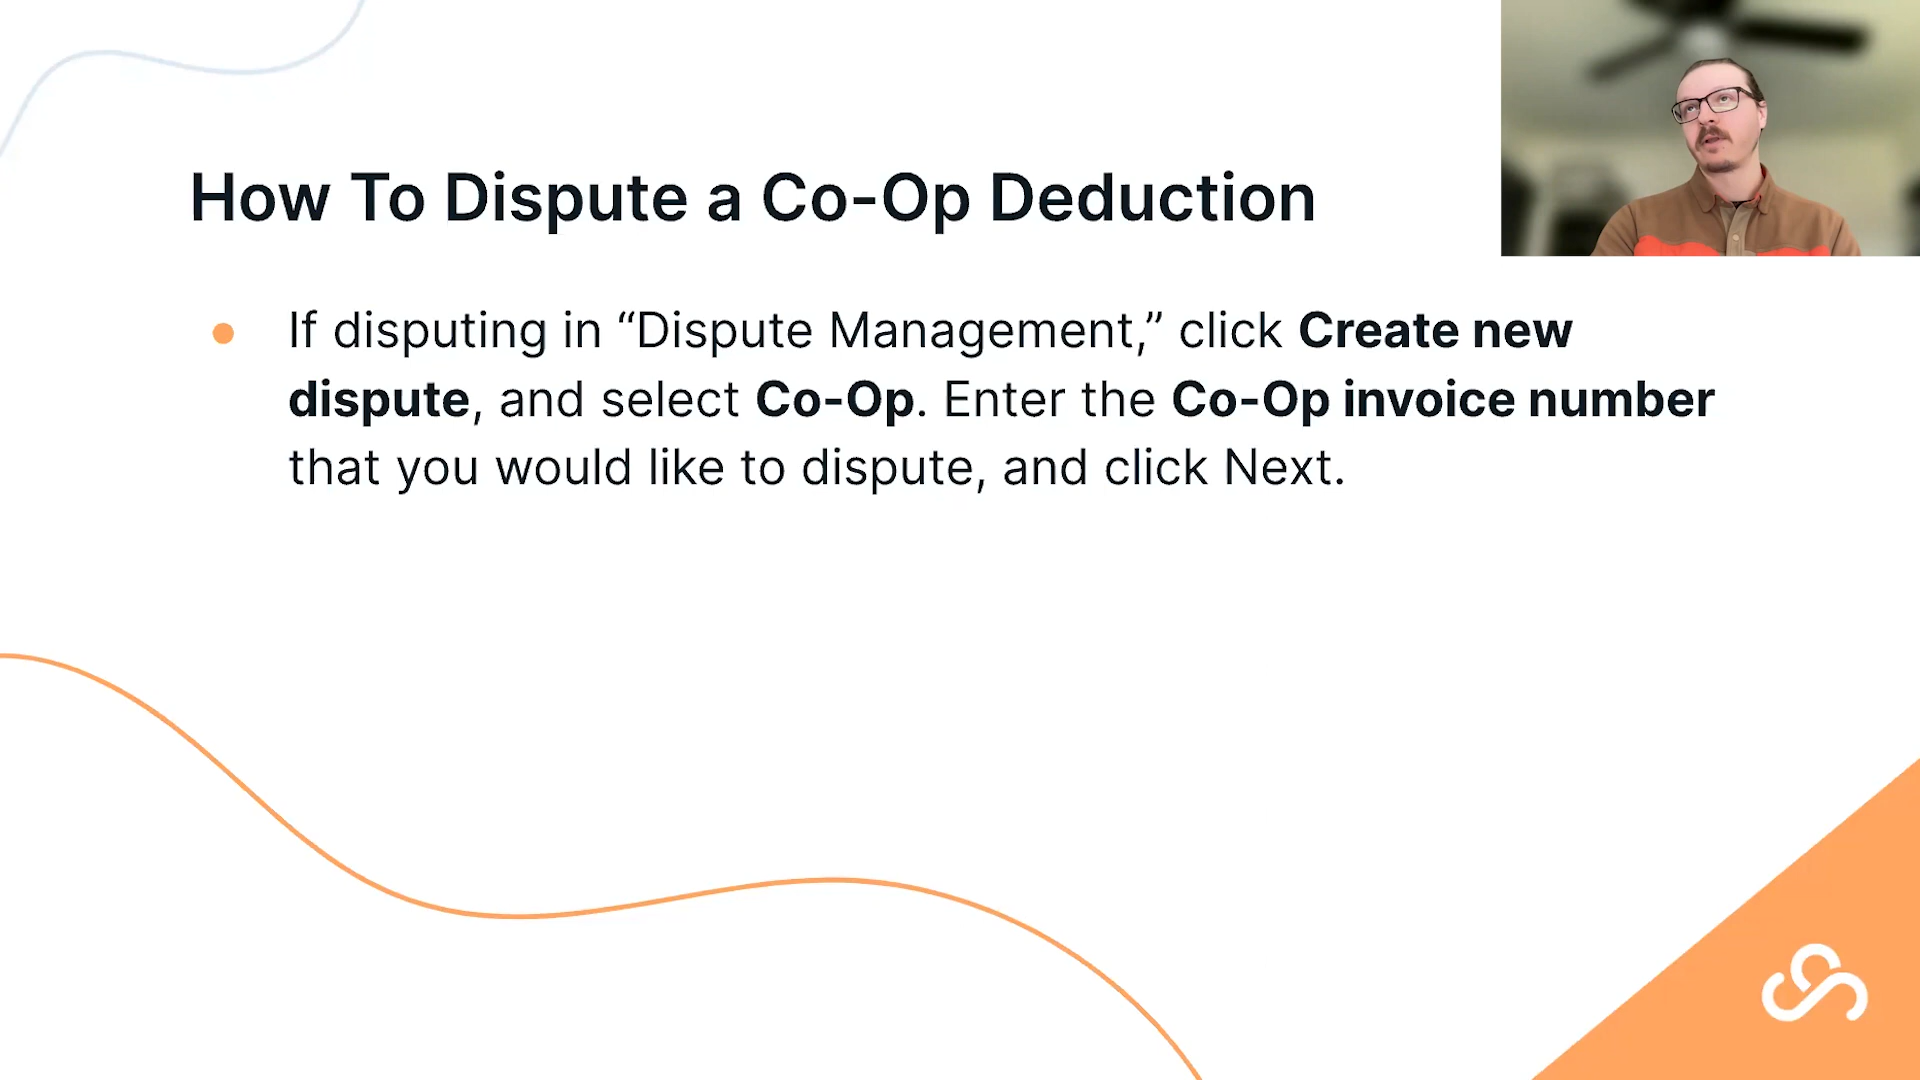 How To Dispute a Co-Op Deduction
If disputing in “Dispute Management,” click Create new
dispute, and select Co-Op. Enter the Co-Op invoice number
that you would like to dispute, and click Next.